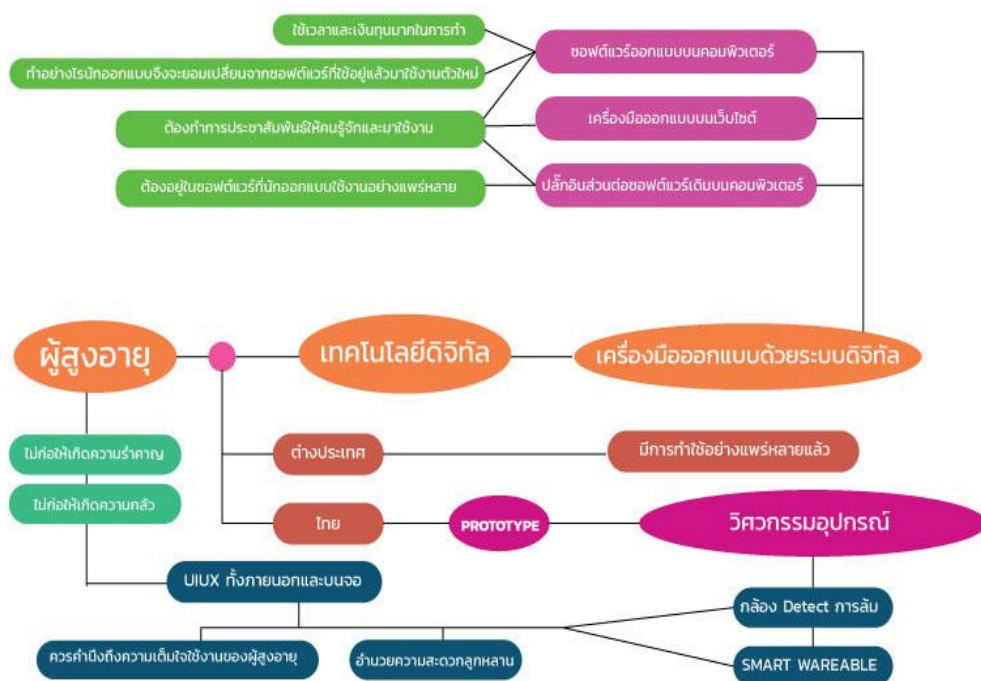 ใช้เวลาและเงินทุนมากในการทำ
ซอฟต์แวร์ออกแบบบนคอมพิวเตอร์
ทำอย่างไรนักออกแบบจึงจะยอมเปลี่ยนจากซอฟต์แวร์ที่ใช้อยู่แล้วมาใช้งานตัวใหม่
ต้องทำการประชาสัมพันธ์ให้คนรู้จักและมาใช้งาน
เครื่องมือออกแบบบนเว็บไซต์
ต้องอยู่ในซอฟต์แวร์ที่นักออกแบบใช้งานอย่างแพร่หลาย
ปลั๊กอินส่วนต่อซอฟต์แวร์เดิมบนคอมพิวเตอร์
ผู้สูงอายุ
เทคโนโลยีดิจิทัล
เครื่องมือออกแบบด้วยระบบดิจิทัล
ไม่ก่อให้เกิดความรำคาญ
ต่างประเทศ
มีการทำใช้อย่างแพร่หลายแล้ว
ไม่ก่อให้เกิดความกลัว
ไทย
PROTOTYPE
วิศวกรรมอุปกรณ์
UIUX ทั้งภายนอกและบนจอ
กล้อง Detect การล้ม
ควรคำนึงถึงความเต็มใจใช้งานของผู้สูงอายุ
อำนวยความสะดวกลูกหลาน
SMART WAREABLE